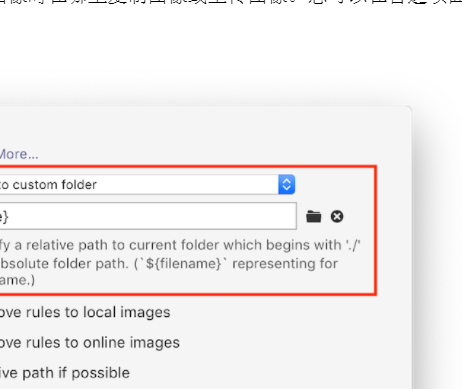 More...
to custom folder
e}
fy a relative path to current folder which begins with './'
bsolute folder path. (`${filename}` representing for
ame.)
ove rules to local images
ove rules to online images
ive path if possible